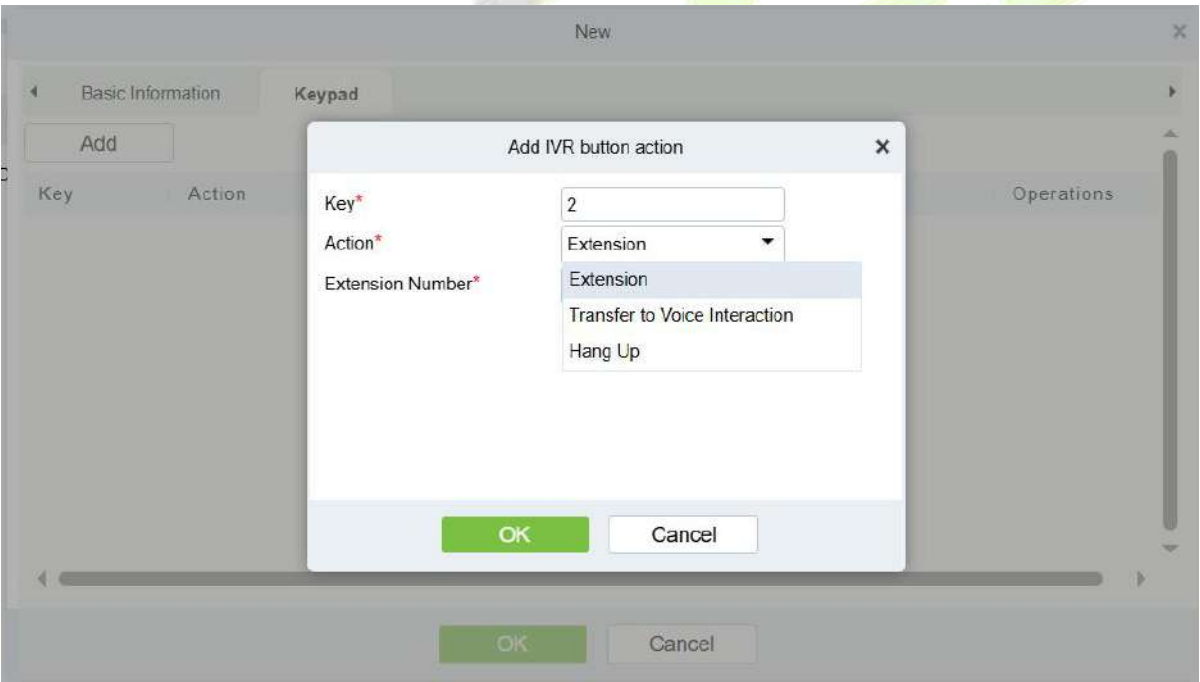 New
Basic Information Keypad
Add
Key Action Operations
Add IVR button action
Key* 2
Action* Extension
Extension Number*
Extension
Transfer to Voice Interaction
Hang Up
OK Cancel
OK Cancel